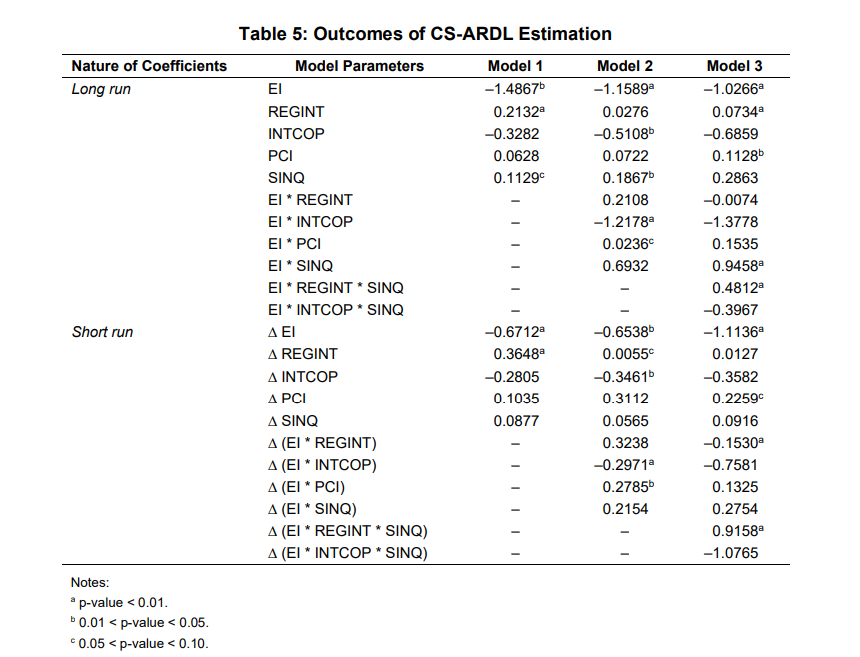 Table 5: Outcomes of CS-ARDL Estimation
Nature of Coefficients Model Parameters Model 1 Model 2 Model 3
Long run EI –1.4867ᵇ –1.1589ᵃ –1.0266ᵃ
REGINT 0.2132ᵃ 0.0276 0.0734ᵃ
INTCOP –0.3282 –0.5108ᵇ –0.6859
PCI 0.0628 0.0722 0.1128ᵇ
SINQ 0.1129ᶜ 0.1867ᵇ 0.2863
EI * REGINT – 0.2108 –0.0074
EI * INTCOP – –1.2178ᵃ –1.3778
EI * PCI – 0.0236ᶜ 0.1535
EI * SINQ – 0.6932 0.9458ᵃ
EI * REGINT * SINQ – – 0.4812ᵃ
EI * INTCOP * SINQ – – –0.3967
Short run Δ EI –0.6712ᵃ –0.6538ᵇ –1.1136ᵃ
Δ REGINT 0.3648ᵃ 0.0055ᶜ 0.0127
Δ INTCOP –0.2805 –0.3461ᵇ –0.3582
Δ PCI 0.1035 0.3112 0.2259ᶜ
Δ SINQ 0.0877 0.0565 0.0916
Δ (EI * REGINT) – 0.3238 –0.1530ᵃ
Δ (EI * INTCOP) – –0.2971ᵃ –0.7581
Δ (EI * PCI) – 0.2785ᵇ 0.1325
Δ (EI * SINQ) – 0.2154 0.2754
Δ (EI * REGINT * SINQ) – – 0.9158ᵃ
Δ (EI * INTCOP * SINQ) – – –1.0765
Notes:
ᵃ p-value < 0.01.
ᵇ 0.01 < p-value < 0.05.
ᶜ 0.05 < p-value < 0.10.